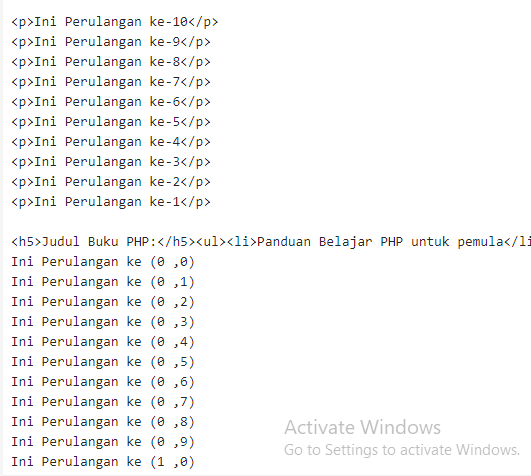 <p>Ini Perulangan ke-10</p>
<p>Ini Perulangan ke-9</p>
<p>Ini Perulangan ke-8</p>
<p>Ini Perulangan ke-7</p>
<p>Ini Perulangan ke-6</p>
<p>Ini Perulangan ke-5</p>
<p>Ini Perulangan ke-4</p>
<p>Ini Perulangan ke-3</p>
<p>Ini Perulangan ke-2</p>
<p>Ini Perulangan ke-1</p>
<h5>Judul Buku PHP:</h5><ul><li>Panduan Belajar PHP untuk pemula</li
Ini Perulangan ke (0 ,0)
Ini Perulangan ke (0 ,1)
Ini Perulangan ke (0 ,2)
Ini Perulangan ke (0 ,3)
Ini Perulangan ke (0 ,4)
Ini Perulangan ke (0 ,5)
Ini Perulangan ke (0 ,6)
Ini Perulangan ke (0 ,7)
Ini Perulangan ke (0 ,8)
Ini Perulangan ke (0 ,9)
Ini Perulangan ke (1 ,0)
Activate Windows
Go to Settings to activate Windows.